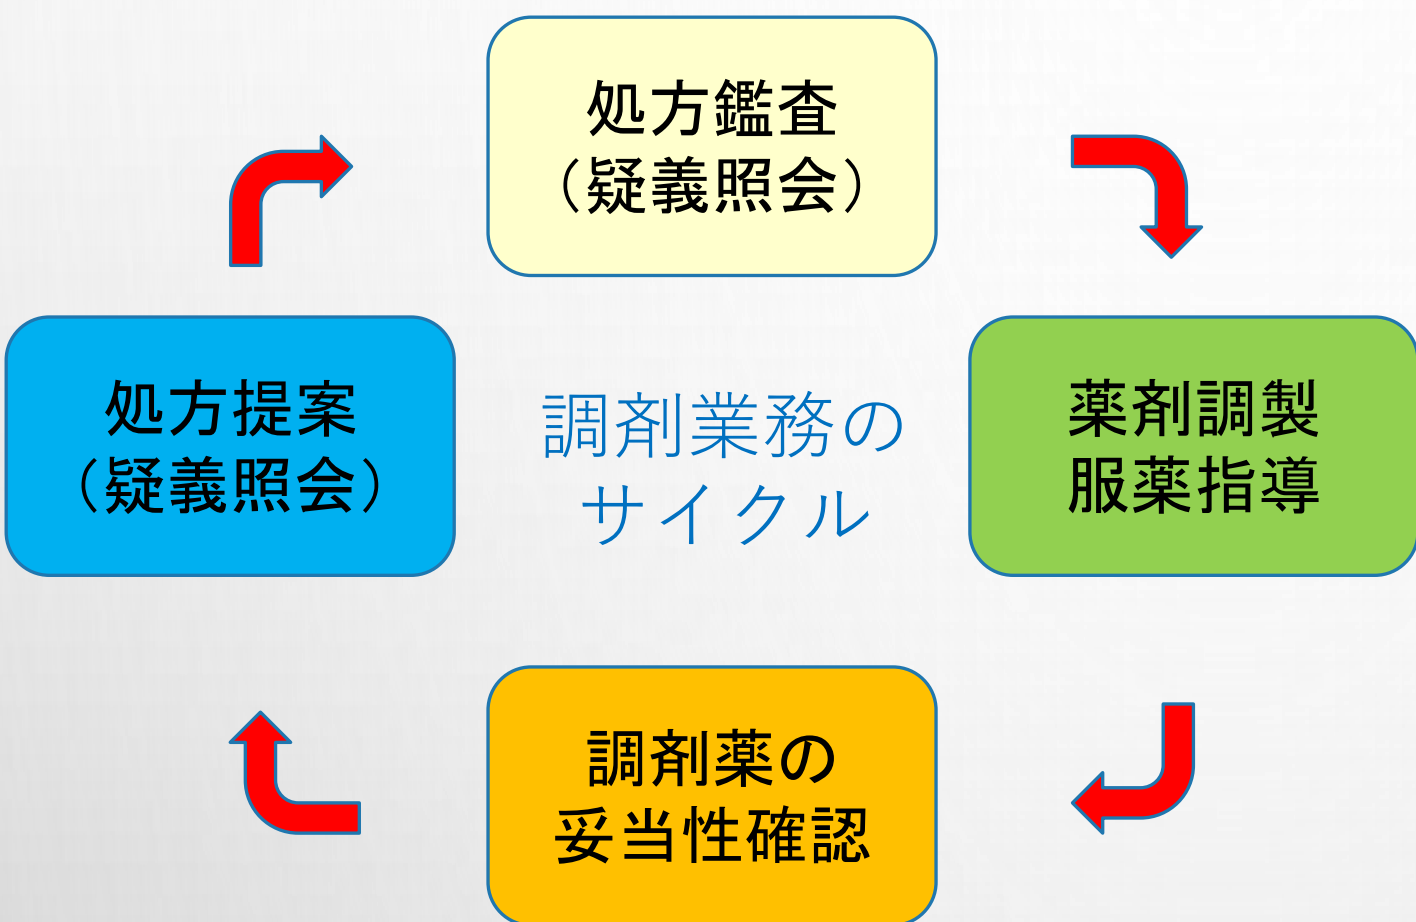 処方鑑査
（疑義照会）
処方提案
（疑義照会）
調剤業務の
サイクル
薬剤調製
服薬指導
調剤薬の
妥当性確認